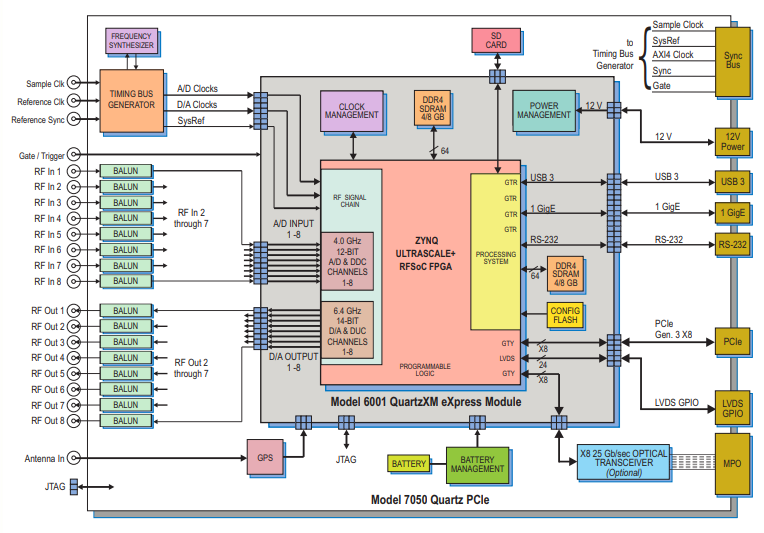 FREQUENCY
SYNTHESIZER
SD
CARD
to
Timing Bus
Generator
Sample Clock
SysRef
AXI4 Clock
Sync
Gate
Sync
Bus
Sample Clk
Reference Clk
Reference Sync
TIMING BUS
GENERATOR
A/D Clocks
D/A Clocks
SysRef
CLOCK
MANAGEMENT
DDR4
SDRAM
4/8 GB
64
POWER
MANAGEMENT
12 V
12 V
12V
Power
Gate / Trigger
RF In 1
BALUN
RF In 2
BALUN
RF In 3
BALUN
RF In 4
BALUN
RF In 5
BALUN
RF In 6
BALUN
RF In 7
BALUN
RF In 8
BALUN
RF In 2
through 7
A/D INPUT
1 -8
RF SIGNAL
CHAIN
4.0 GHz
12-BIT
A/D & DDC
CHANNELS
1-8
ZYNQ
ULTRASCALE+
RFSoC FPGA
PROCESSING
SYSTEM
GTR
GTR
GTR
GTR
USB 3
1 GigE
RS-232
USB 3
1 GigE
RS-232
USB 3
1 GigE
RS-232
64
DDR4
SDRAM
4/8 GB
CONFIG
FLASH
RF Out 1
BALUN
RF Out 2
BALUN
RF Out 3
BALUN
RF Out 4
BALUN
RF Out 5
BALUN
RF Out 6
BALUN
RF Out 7
BALUN
RF Out 8
BALUN
RF Out 2
through 7
D/A OUTPUT
1 -8
6.4 GHz
14-BIT
D/A & DUC
CHANNELS
1-8
PROGRAMMABLE
LOGIC
GTY
LVDS
GTY
X8
24
X8
PCIe
Gen. 3 X8
PCIe
LVDS GPIO
LVDS
GPIO
Model 6001 QuartzXM eXpress Module
Antenna In
GPS
JTAG
BATTERY
BATTERY
MANAGEMENT
X8 25 Gb/sec OPTICAL
TRANSCEIVER
(Optional)
MPO
JTAG
Model 7050 Quartz PCIe